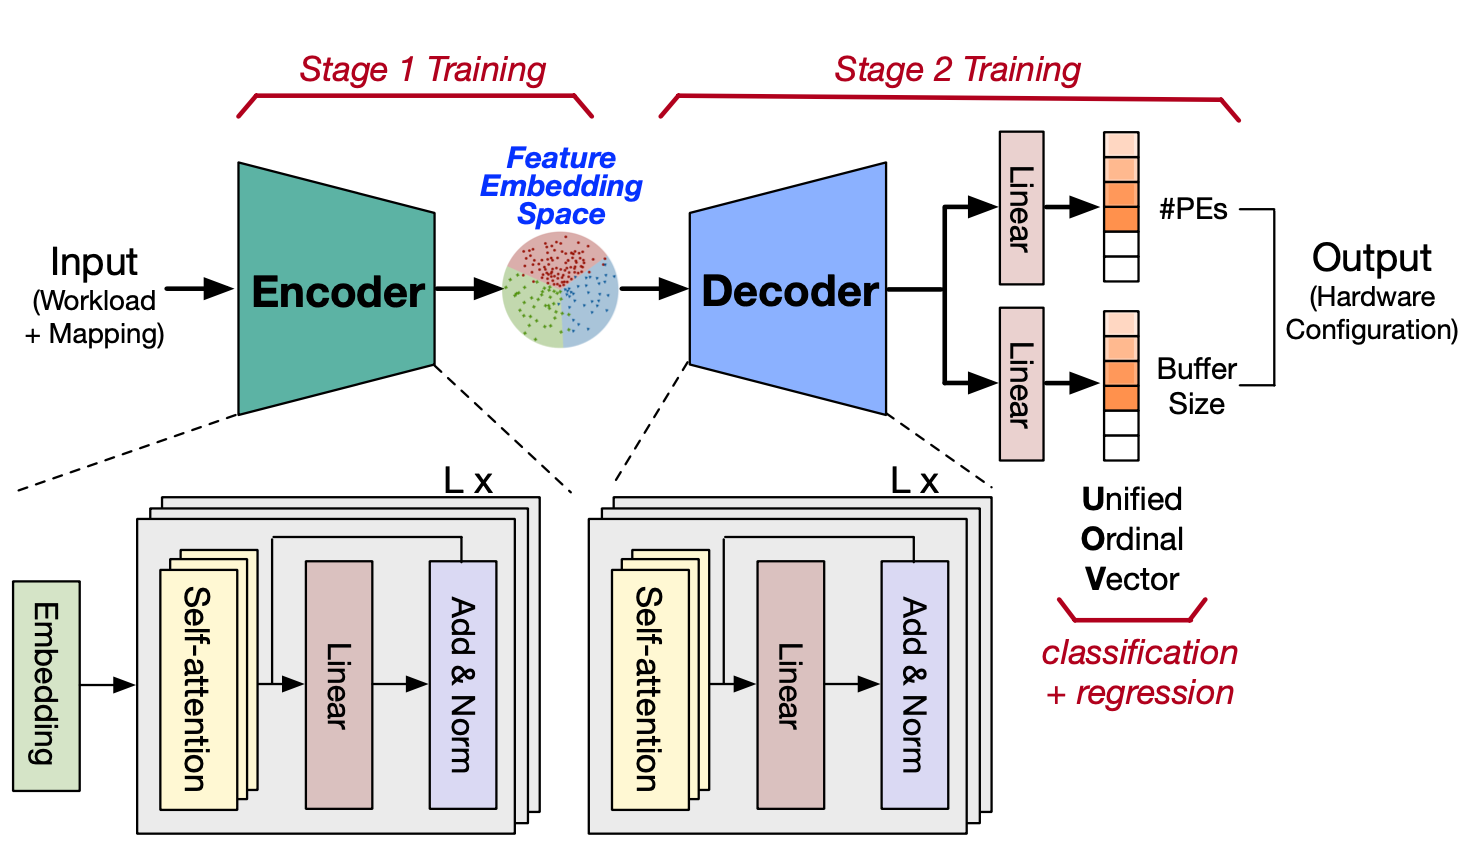 Stage 1 Training
Stage 2 Training
Feature
Embedding
Space
Input
(Workload
+ Mapping)
Encoder
Decoder
Linear
#PEs
Linear
Buffer
Size
Output
(Hardware
Configuration)
Unified
Ordinal
Vector
classification
+ regression
L x
Embedding
Self-attention
Linear
Add & Norm
L x
Self-attention
Linear
Add & Norm